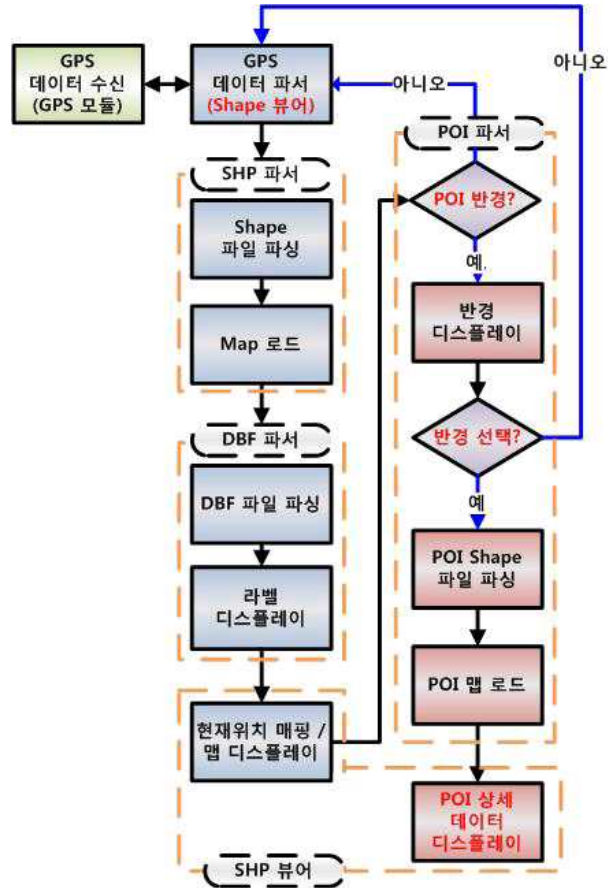 GPS
데이터 수신
(GPS 모듈)
GPS
데이터 파서
(Shape 뷰어)
아니오
아니오
SHP 파서
Shape
파일 파싱
Map 로드
DBF 파서
DBF 파일 파싱
라벨
디스플레이
현재위치 매핑 /
맵 디스플레이
SHP 뷰어
POI 파서
POI 반경?
예.
반경
디스플레이
반경 선택?
예
POI Shape
파일 파싱
POI 맵 로드
POI 상세
데이터
디스플레이